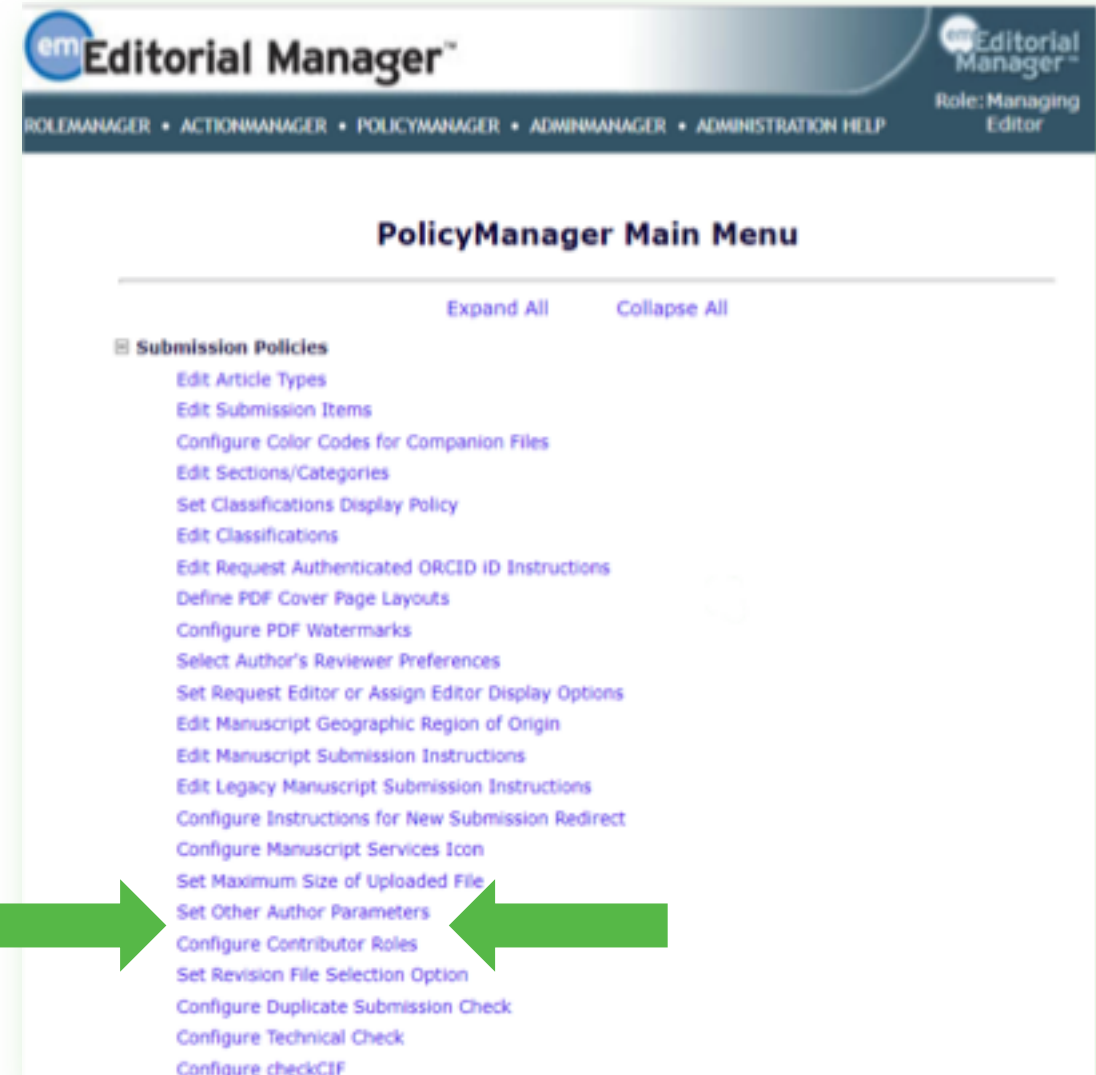 em Editorial Manager™
em Editorial
Manager™
Role: Managing
Editor
ROLEMANAGER • ACTIONMANAGER • POLICYMANAGER • ADMINMANAGER • ADMINISTRATION HELP
PolicyManager Main Menu
Expand All Collapse All
Submission Policies
Edit Article Types
Edit Submission Items
Configure Color Codes for Companion Files
Edit Sections/Categories
Set Classifications Display Policy
Edit Classifications
Edit Request Authenticated ORCID iD Instructions
Define PDF Cover Page Layouts
Configure PDF Watermarks
Select Author's Reviewer Preferences
Set Request Editor or Assign Editor Display Options
Edit Manuscript Geographic Region of Origin
Edit Manuscript Submission Instructions
Edit Legacy Manuscript Submission Instructions
Configure Instructions for New Submission Redirect
Configure Manuscript Services Icon
Set Maximum Size of Uploaded File
Set Other Author Parameters
Configure Contributor Roles
Set Revision File Selection Option
Configure Duplicate Submission Check
Configure Technical Check
Configure checkCIF